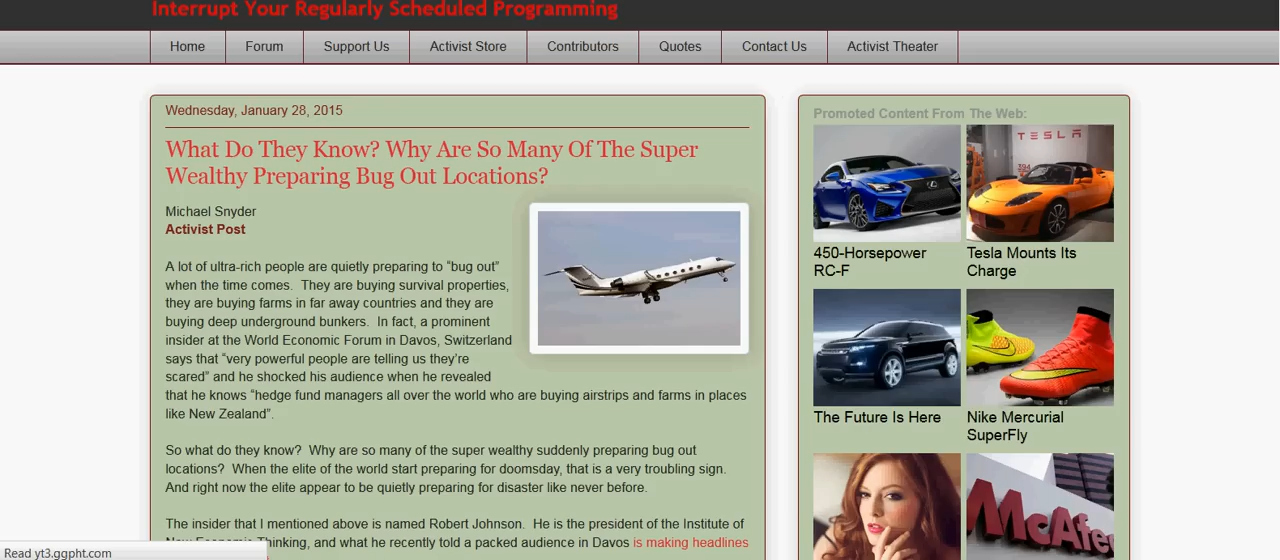 Interrupt Your Regularly Scheduled Programming
Home Forum Support Us Activist Store Contributors Quotes Contact Us Activist Theater
Wednesday, January 28, 2015
What Do They Know? Why Are So Many Of The Super
Wealthy Preparing Bug Out Locations?
Michael Snyder
Activist Post
A lot of ultra-rich people are quietly preparing to “bug out”
when the time comes.  They are buying survival properties,
they are buying farms in far away countries and they are
buying deep underground bunkers.  In fact, a prominent
insider at the World Economic Forum in Davos, Switzerland
says that “very powerful people are telling us they’re
scared” and he shocked his audience when he revealed
that he knows “hedge fund managers all over the world who are buying airstrips and farms in places
like New Zealand”.
So what do they know?  Why are so many of the super wealthy suddenly preparing bug out
locations?  When the elite of the world start preparing for doomsday, that is a very troubling sign.
And right now the elite appear to be quietly preparing for disaster like never before.
The insider that I mentioned above is named Robert Johnson.  He is the president of the Institute of
New Economic Thinking, and what he recently told a packed audience in Davos is making headlines
Promoted Content From The Web:
TESLA
450-Horsepower
RC-F
Tesla Mounts Its
Charge
The Future Is Here
Nike Mercurial
SuperFly
McAfe
Read yt3.ggpht.com